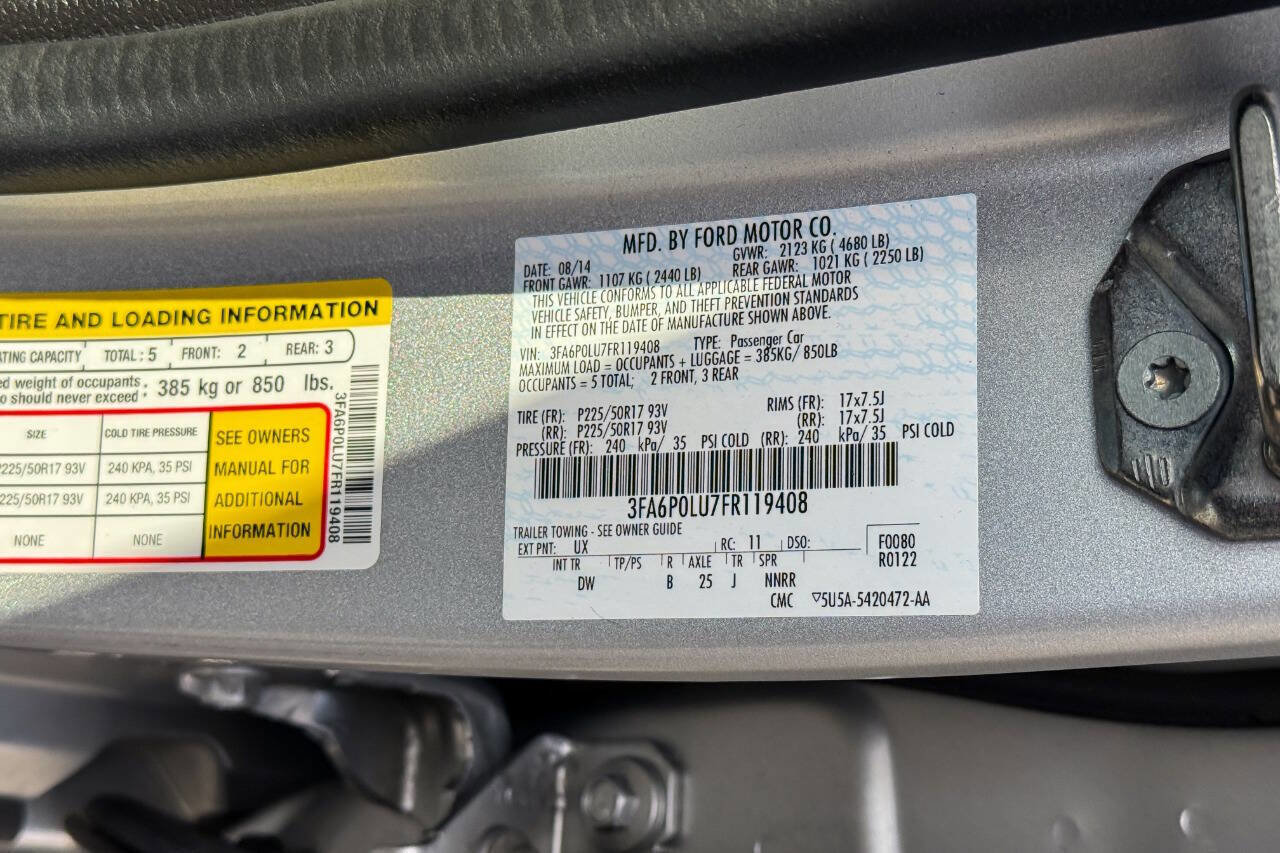 TIRE AND LOADING INFORMATION
ATING CAPACITY TOTAL: 5 FRONT: 2 REAR: 3
ed weight of occupants
o should never exceed : 385 kg or 850 lbs.
SIZE COLD TIRE PRESSURE
P225/50R17 93V 240 KPA, 35 PSI
225/50R17 93V 240 KPA, 35 PSI
NONE NONE
SEE OWNERS
MANUAL FOR
ADDITIONAL
INFORMATION
3FA6P0LU7FR119408
MFD. BY FORD MOTOR CO.
DATE: 08/14 GVWR: 2123 KG ( 4680 LB)
FRONT GAWR: 1107 KG ( 2440 LB) REAR GAWR: 1021 KG ( 2250 LB)
THIS VEHICLE CONFORMS TO ALL APPLICABLE FEDERAL MOTOR
VEHICLE SAFETY, BUMPER, AND THEFT PREVENTION STANDARDS
IN EFFECT ON THE DATE OF MANUFACTURE SHOWN ABOVE.
VIN: 3FA6P0LU7FR119408 TYPE: Passenger Car
MAXIMUM LOAD = OCCUPANTS + LUGGAGE = 385KG/ 850LB
OCCUPANTS = 5 TOTAL; 2 FRONT, 3 REAR
TIRE (FR): P225/50R17 93V RIMS (FR): 17x7.5J
(RR): P225/50R17 93V (RR): 17x7.5J
PRESSURE (FR): 240 kPa/ 35 PSI COLD (RR): 240 kPa/ 35 PSI COLD
3FA6P0LU7FR119408
TRAILER TOWING - SEE OWNER GUIDE
EXT PNT: UX RC: 11 DSO: F0080
INT TR TP/PS R AXLE TR SPR R0122
DW B 25 J NNRR
CMC ▽5U5A-5420472-AA